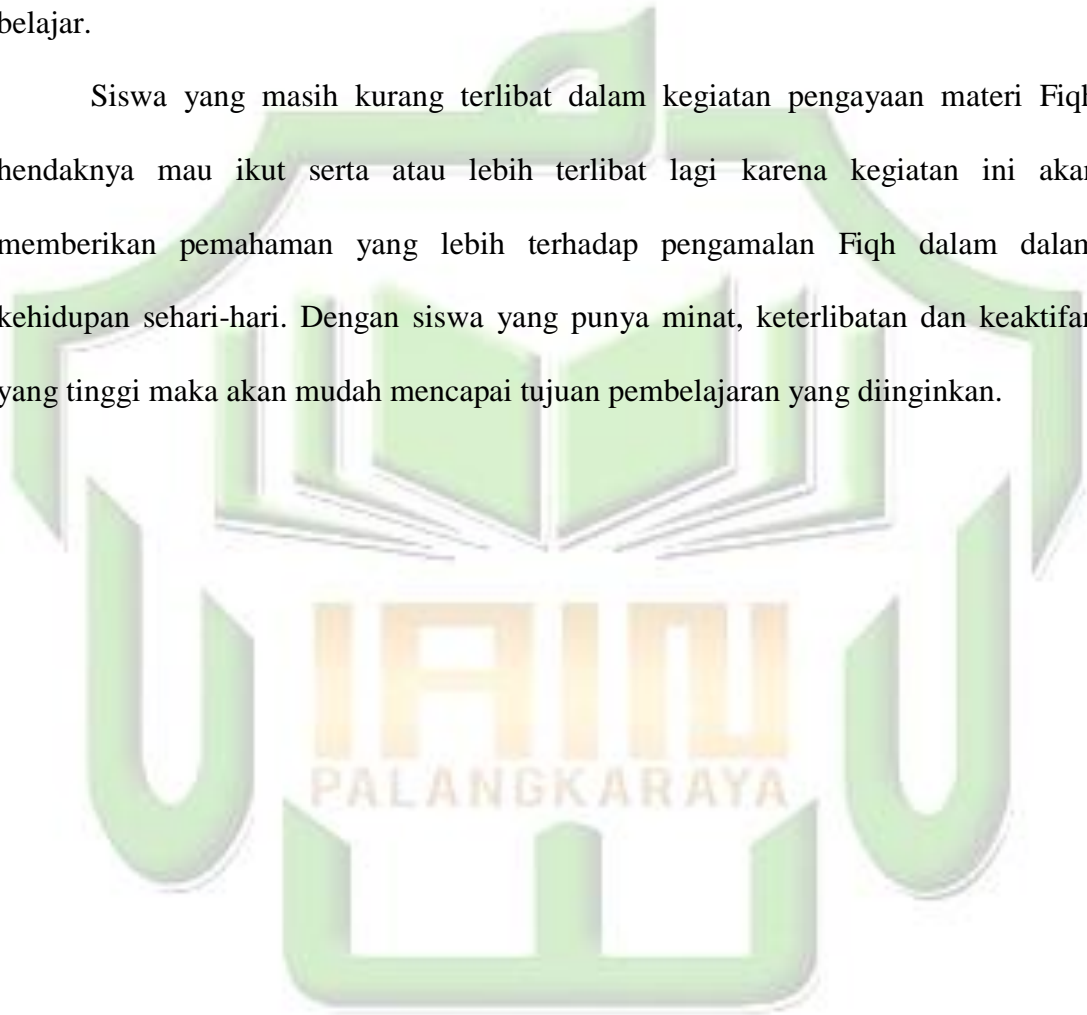 belajar.
Siswa yang masih kurang terlibat dalam kegiatan pengayaan materi Fiqh
hendaknya mau ikut serta atau lebih terlibat lagi karena kegiatan ini akan
memberikan pemahaman yang lebih terhadap pengamalan Fiqh dalam dalam
kehidupan sehari-hari. Dengan siswa yang punya minat, keterlibatan dan keaktifan
yang tinggi maka akan mudah mencapai tujuan pembelajaran yang diinginkan.
IAIN
PALANGKARAYA